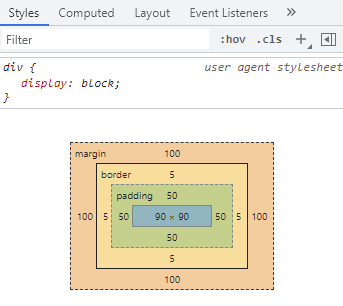 Styles Computed Layout Event Listeners »
Filter :hov .cls +
div { user agent stylesheet
display: block;
}
margin 100
border 5
padding 50
100 5 50 90 × 90 50 5 100
50
5
100